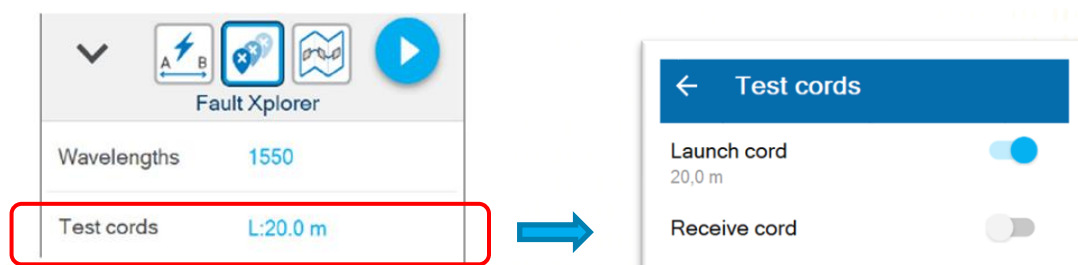 A B
Fault Xplorer
Wavelengths 1550
Test cords L:20.0 m
Test cords
Launch cord
20,0 m
Receive cord